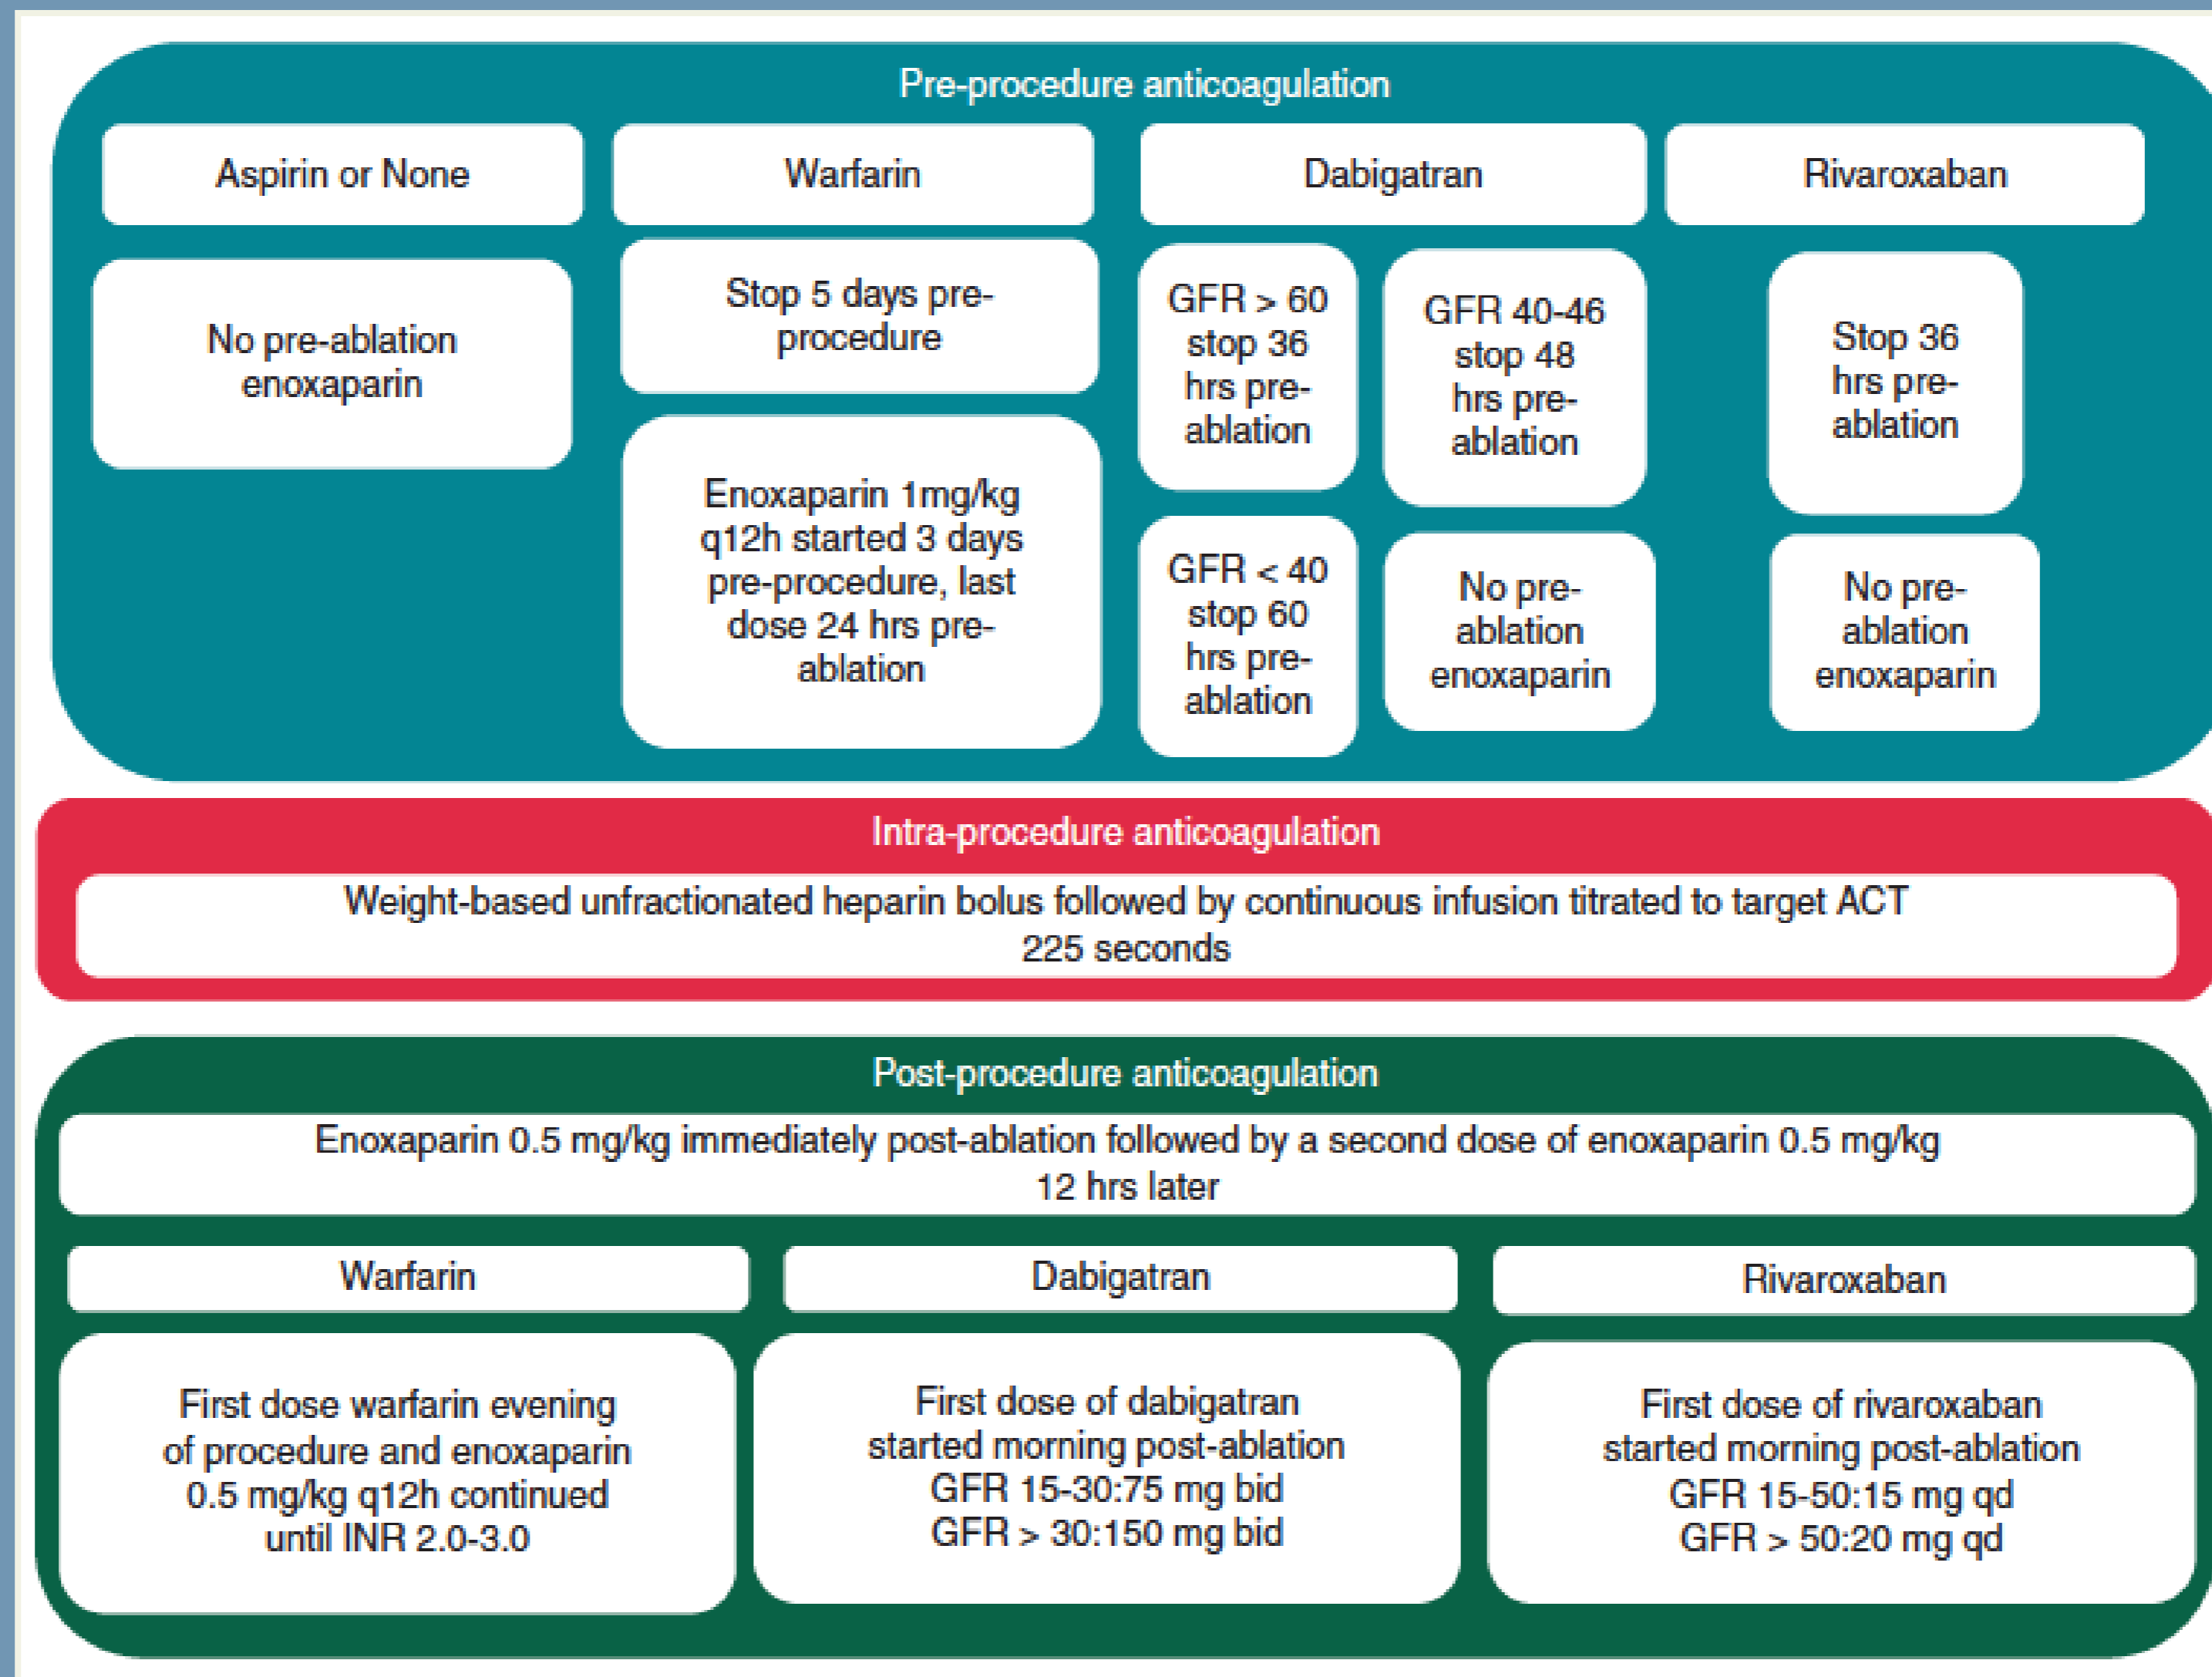 Pre-procedure anticoagulation
Aspirin or None
No pre-ablation
enoxaparin
Warfarin
Stop 5 days pre-
procedure
Enoxaparin 1mg/kg
q12h started 3 days
pre-procedure, last
dose 24 hrs pre-
ablation
Dabigatran
GFR > 60
stop 36
hrs pre-
ablation
GFR 40-46
stop 48
hrs pre-
ablation
GFR < 40
stop 60
hrs pre-
ablation
No pre-
ablation
enoxaparin
Rivaroxaban
Stop 36
hrs pre-
ablation
No pre-
ablation
enoxaparin
Intra-procedure anticoagulation
Weight-based unfractionated heparin bolus followed by continuous infusion titrated to target ACT
225 seconds
Post-procedure anticoagulation
Enoxaparin 0.5 mg/kg immediately post-ablation followed by a second dose of enoxaparin 0.5 mg/kg
12 hrs later
Warfarin
First dose warfarin evening
of procedure and enoxaparin
0.5 mg/kg q12h continued
until INR 2.0-3.0
Dabigatran
First dose of dabigatran
started morning post-ablation
GFR 15-30:75 mg bid
GFR > 30:150 mg bid
Rivaroxaban
First dose of rivaroxaban
started morning post-ablation
GFR 15-50:15 mg qd
GFR > 50:20 mg qd